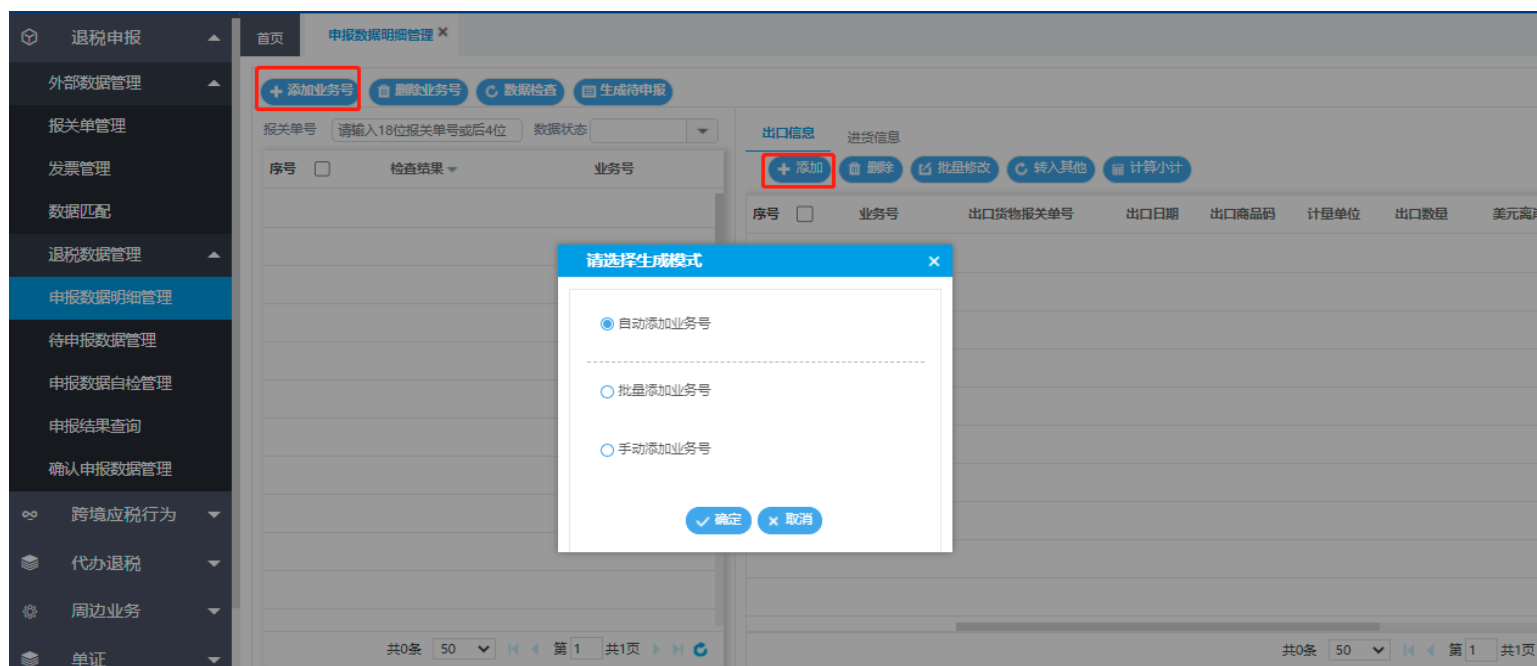 退税申报
外部数据管理
报关单管理
发票管理
数据匹配
退税数据管理
申报数据明细管理
待申报数据管理
申报数据自检管理
申报结果查询
确认申报数据管理
跨境应税行为
代办退税
周边业务
单证
首页 申报数据明细管理
添加业务号 删除业务号 数据检查 生成待申报
报关单号 请输入18位报关单号或后4位 数据状态
序号 检查结果 业务号
共0条 50 第 1 共1页
出口信息 进货信息
添加 删除 批量修改 转入其他 计算小计
序号 业务号 出口货物报关单号 出口日期 出口商品码 计量单位 出口数量 美元离
共0条 50 第 1 共1页
请选择生成模式
自动添加业务号
批量添加业务号
手动添加业务号
确定 取消